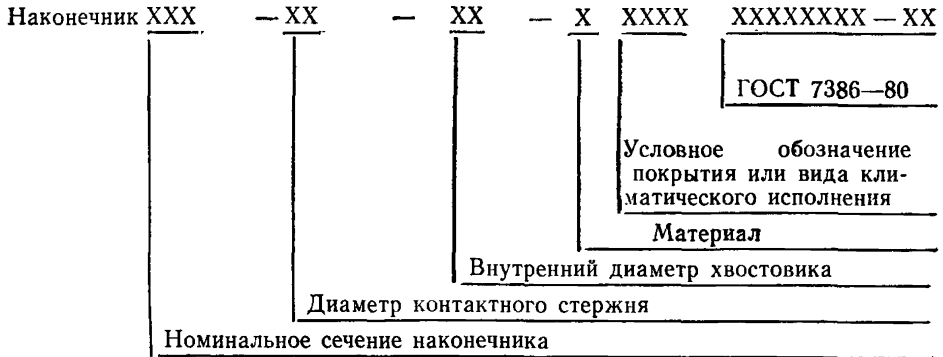 Наконечник XXX — XX — XX — X XXXX XXXXXXXX — XX
ГОСТ 7386—80
Условное обозначение
покрытия или вида кли-
матического исполнения
Материал
Внутренний диаметр хвостовика
Диаметр контактного стержня
Номинальное сечение наконечника